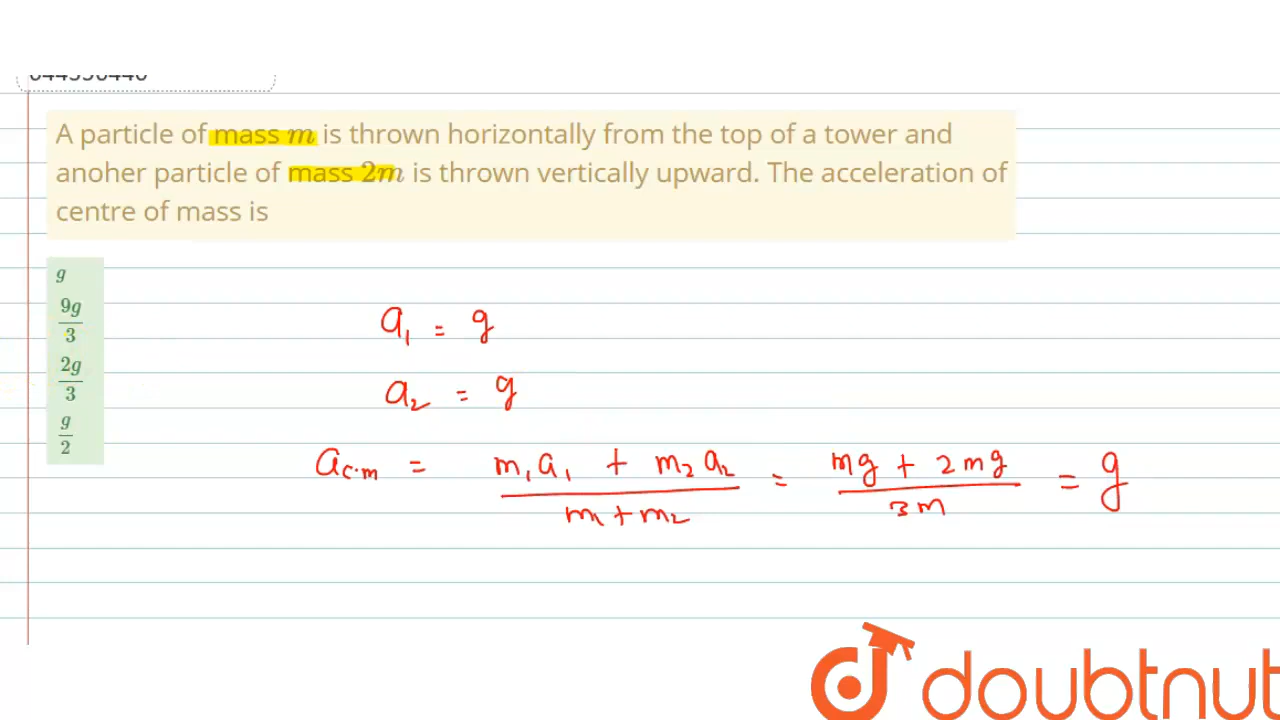 A particle of mass m is thrown horizontally from the top of a tower and
anoher particle of mass 2m is thrown vertically upward. The acceleration of
centre of mass is
g
9g/3
2g/3
g/2
a₁ = g
a₂ = g
a_c.m = (m₁a₁ + m₂a₂)/(m + m₂) = (mg + 2mg)/3m = g
doubtnut